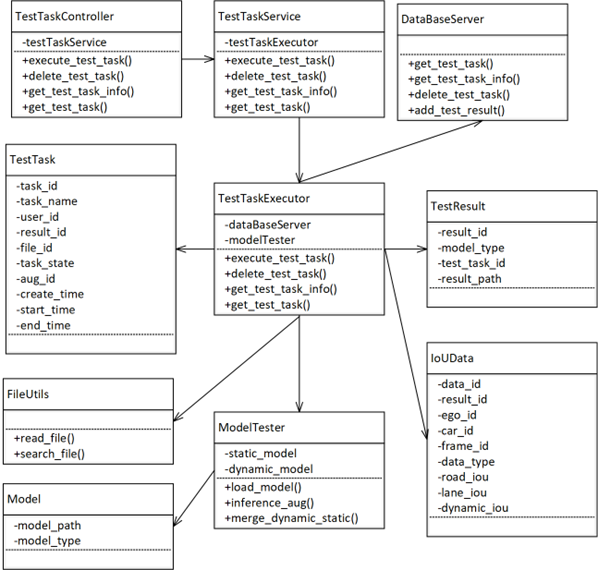 TestTaskController
-testTaskService
+execute_test_task()
+delete_test_task()
+get_test_task_info()
+get_test_task()
TestTaskService
-testTaskExecutor
+execute_test_task()
+delete_test_task()
+get_test_task_info()
+get_test_task()
DataBaseServer
+get_test_task()
+get_test_task_info()
+delete_test_task()
+add_test_result()
TestTask
-task_id
-task_name
-user_id
-result_id
-file_id
-task_state
-aug_id
-create_time
-start_time
-end_time
TestTaskExecutor
-dataBaseServer
-modelTester
+execute_test_task()
+delete_test_task()
+get_test_task_info()
+get_test_task()
TestResult
-result_id
-model_type
-test_task_id
-result_path
IoUData
-data_id
-result_id
-ego_id
-car_id
-frame_id
-data_type
-road_iou
-lane_iou
-dynamic_iou
FileUtils
+read_file()
+search_file()
ModelTester
-static_model
-dynamic_model
+load_model()
+inference_aug()
+merge_dynamic_static()
Model
-model_path
-model_type